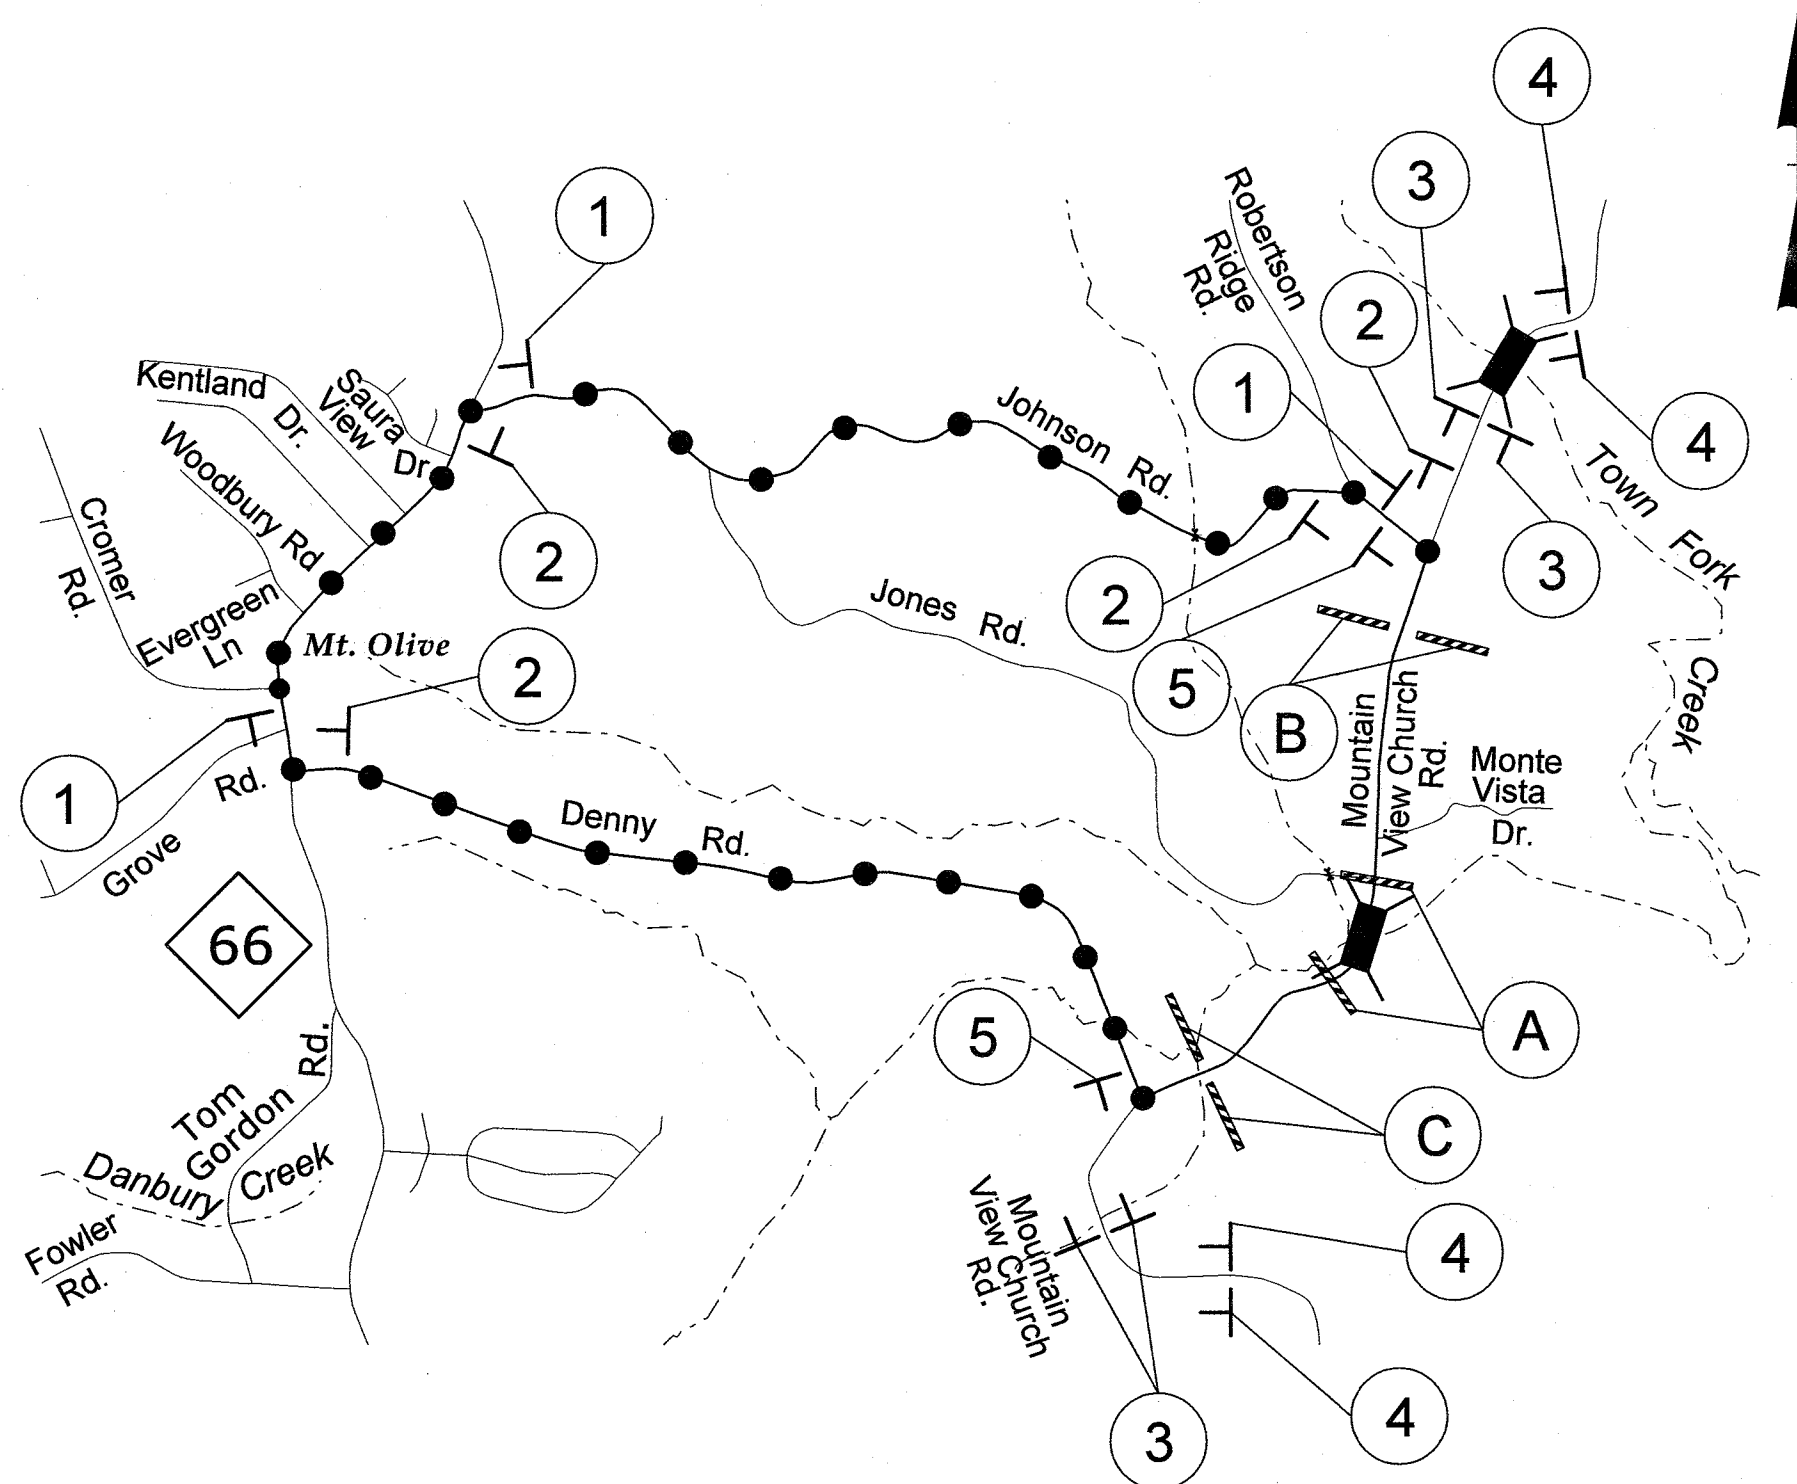 4
3
1
Robertson
Ridge
Rd.
2
1
Kentland
Dr.
Saura
View
Dr
Johnson Rd.
4
Woodbury Rd
Town Fork Creek
Cromer
Rd.
2
3
2
Jones Rd.
Evergreen
Ln
Mt. Olive
2
5
B
Mountain
View Church
Rd.
Monte
Vista
Dr.
1
Grove Rd.
Denny Rd.
66
5
A
Tom
Gordon Rd.
C
Danbury Creek
Fowler
Rd.
Mountain
View Church
Rd.
4
4
3